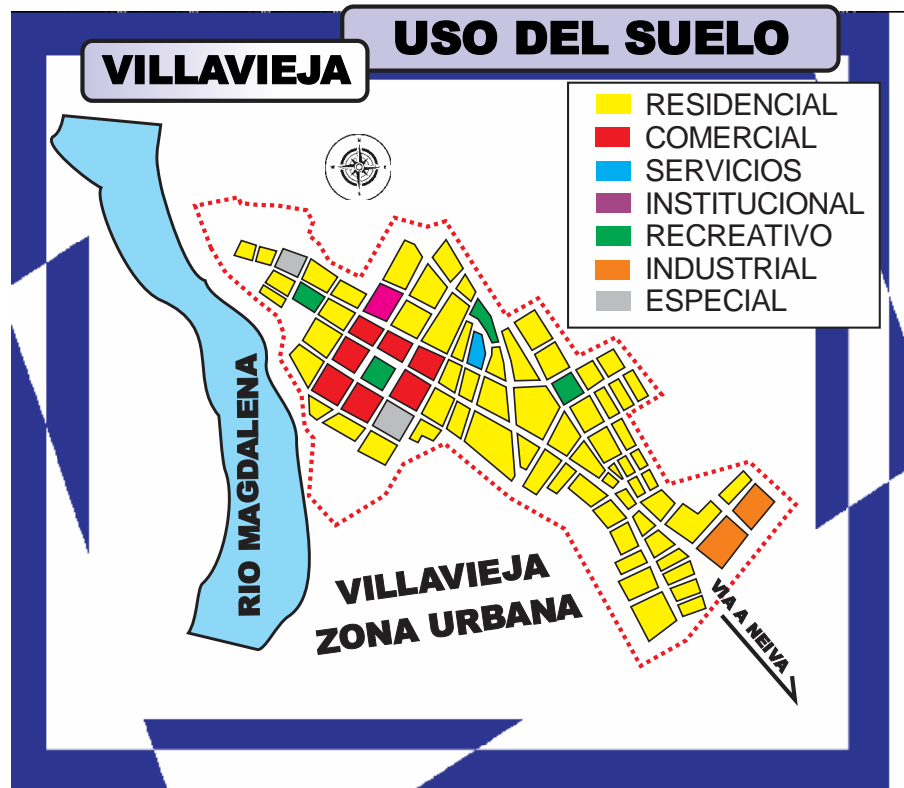 USO DEL SUELO
VILLAVIEJA
RESIDENCIAL
COMERCIAL
SERVICIOS
INSTITUCIONAL
RECREATIVO
INDUSTRIAL
ESPECIAL
RIO MAGDALENA
VILLAVIEJA
ZONA URBANA
VIA A NEIVA